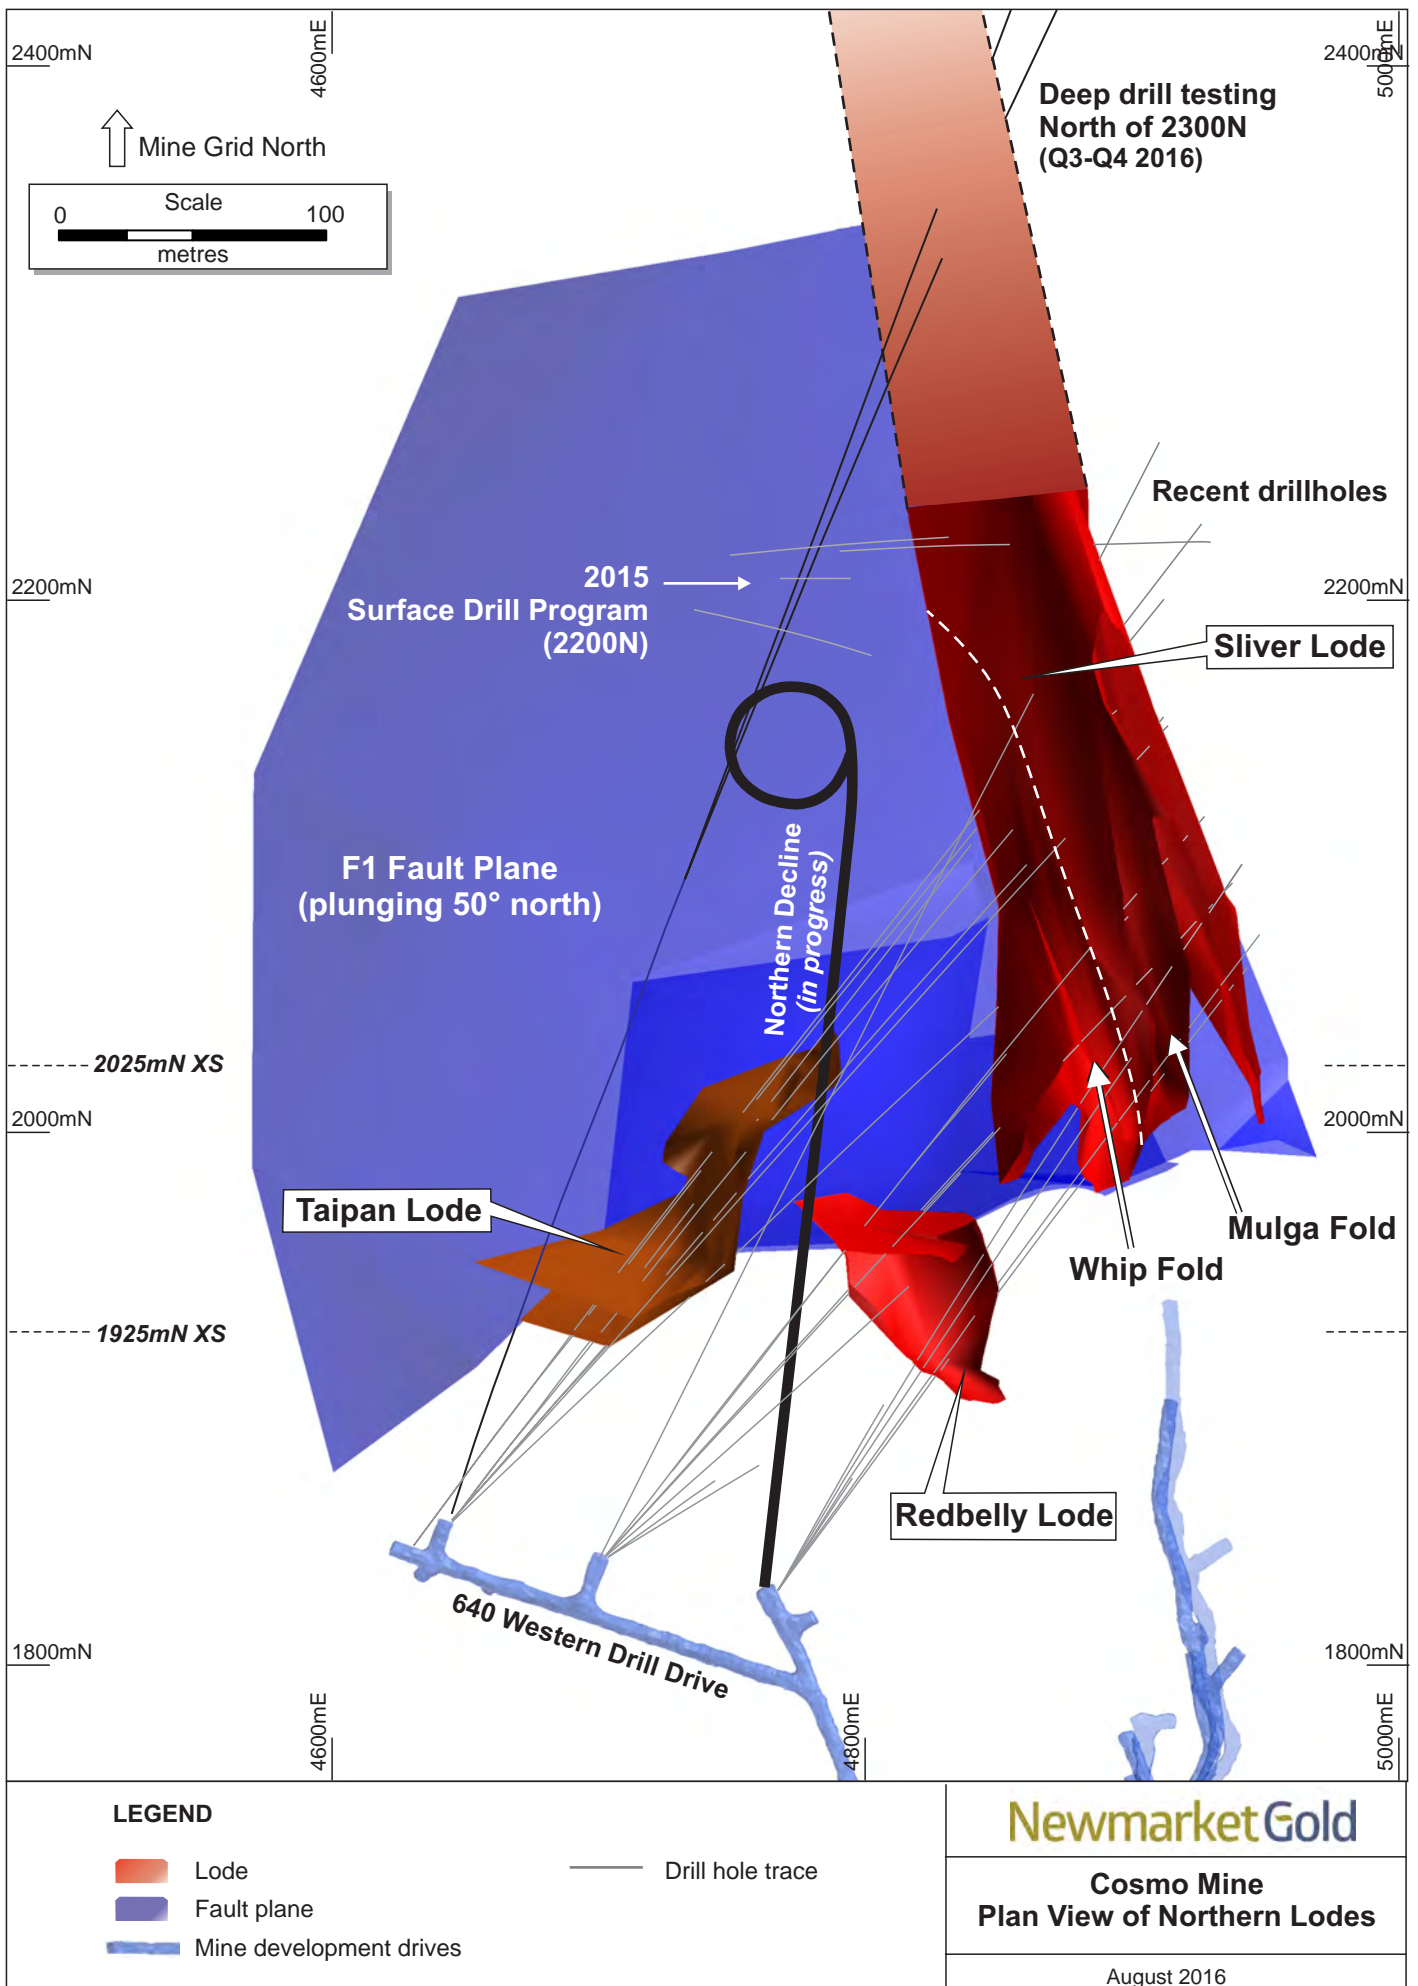 2400mN
4600mE
2400mN
5000mE
Deep drill testing
North of 2300N
(Q3-Q4 2016)
Mine Grid North
Scale
0
100
metres
Recent drillholes
2015
Surface Drill Program
(2200N)
2200mN
2200mN
Sliver Lode
F1 Fault Plane
(plunging 50° north)
Northern Decline
(in progress)
2025mN XS
2000mN
2000mN
Taipan Lode
Mulga Fold
Whip Fold
1925mN XS
Redbelly Lode
640 Western Drill Drive
1800mN
1800mN
4600mE
4800mE
5000mE
LEGEND
Lode
Fault plane
Mine development drives
Drill hole trace
NewmarketGold
Cosmo Mine
Plan View of Northern Lodes
August 2016